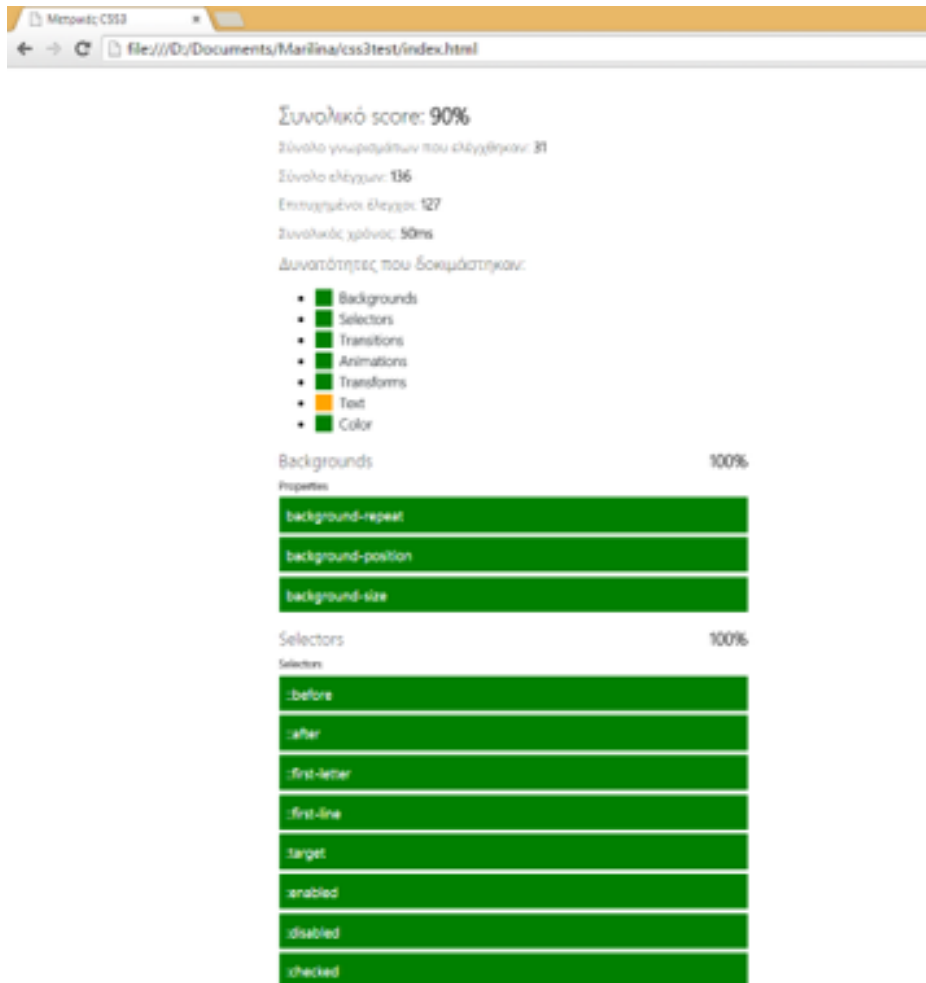 Μετρικές CSS3
file:///D:/Documents/Marilina/css3test/index.html
Συνολικό score: 90%
Σύνολο γνωρισμάτων που ελέγχθηκαν: 31
Σύνολο ελέγχων: 136
Επιτυχημένοι έλεγχοι: 127
Συνολικός χρόνος: 50ms
Δυνατότητες που δοκιμάστηκαν:
Backgrounds
Selectors
Transitions
Animations
Transforms
Text
Color
Backgrounds 100%
Properties
background-repeat
background-position
background-size
Selectors 100%
Selectors
::before
::after
::first-letter
::first-line
:target
:enabled
:disabled
:checked